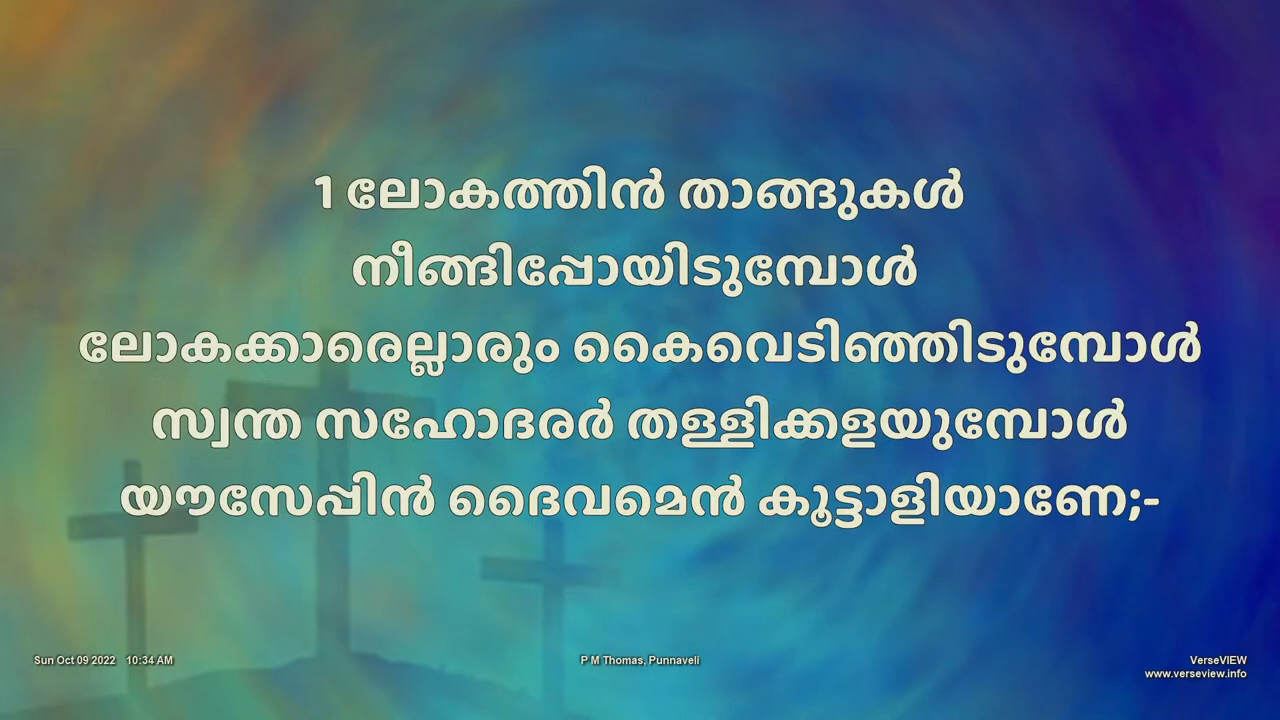 1 ലോകത്തിൻ താങ്ങുകൾ
നീങ്ങിപ്പോയിടുമ്പോൾ
ലോകക്കാരെല്ലാരും കൈവെടിഞ്ഞിടുമ്പോൾ
സ്വന്ത സഹോദരർ തള്ളിക്കളയുമ്പോൾ
യൗസേപ്പിൻ ദൈവമെൻ കൂട്ടാളിയാണേ;-
Sun Oct 09 2022 10:34 AM
P M Thomas, Punnaveli
VerseVIEW
www.verseview.info